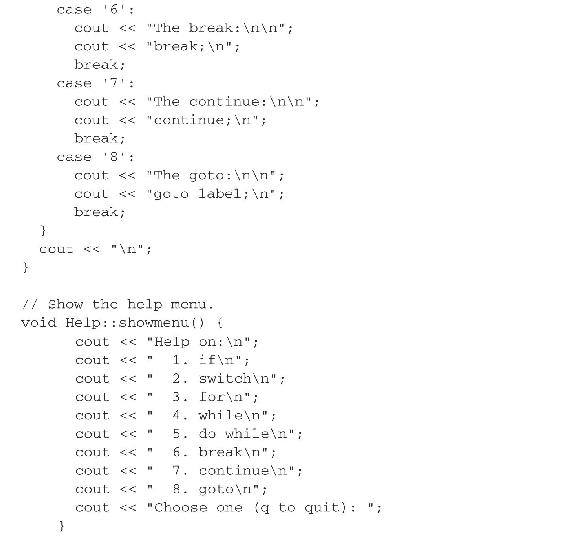 case '6':
      cout << "The break:\n\n";
      cout << "break;\n";
      break;
    case '7':
      cout << "The continue:\n\n";
      cout << "continue;\n";
      break;
    case '8':
      cout << "The goto:\n\n";
      cout << "goto label;\n";
      break;
  }
  cout << "\n";
}

// Show the help menu.
void Help::showmenu() {
      cout << "Help on:\n";
      cout << "  1. if\n";
      cout << "  2. switch\n";
      cout << "  3. for\n";
      cout << "  4. while\n";
      cout << "  5. do while\n";
      cout << "  6. break\n";
      cout << "  7. continue\n";
      cout << "  8. goto\n";
      cout << "Choose one (q to quit): ";
    }